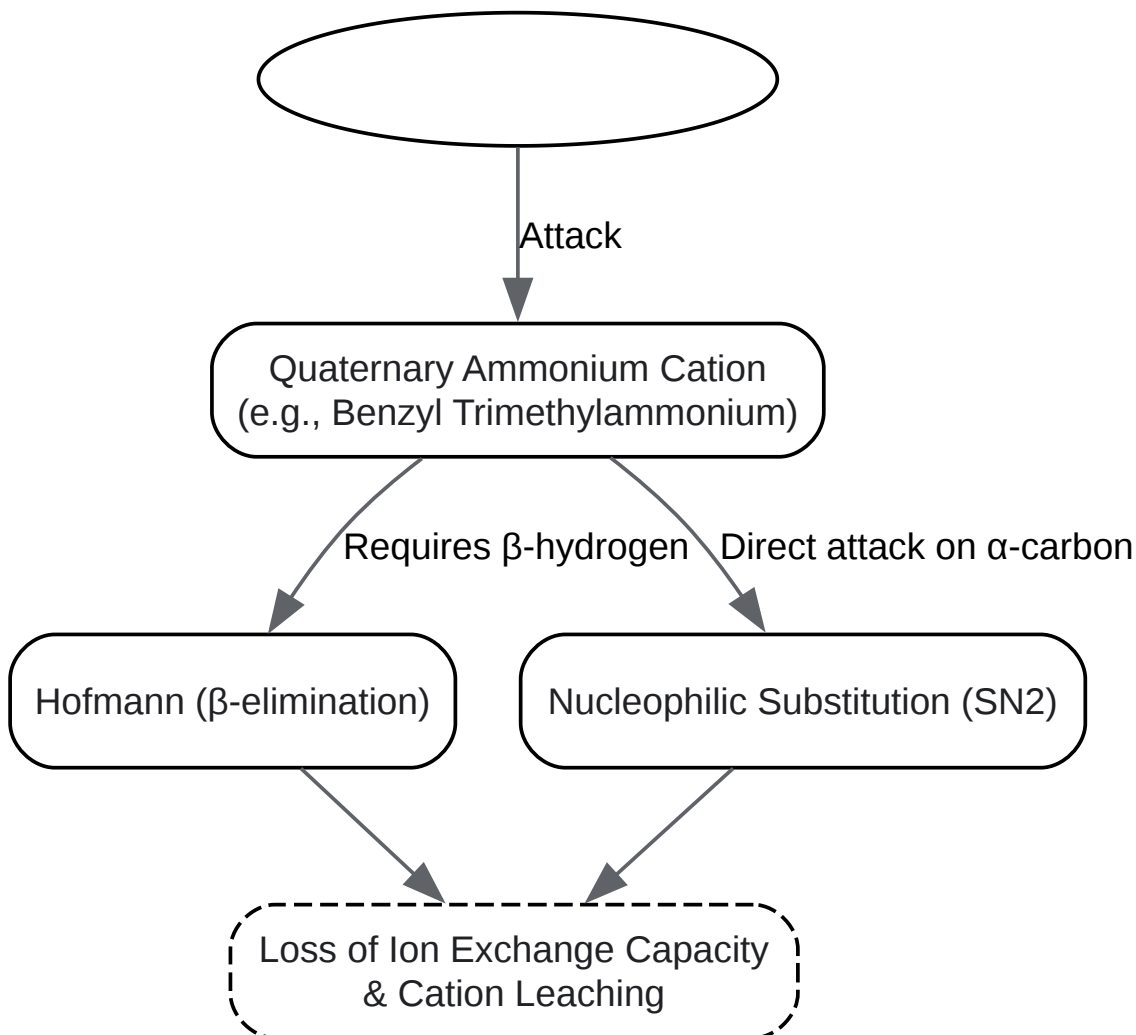 Attack
Quaternary Ammonium Cation
(e.g., Benzyl Trimethylammonium)
Requires β-hydrogen
Direct attack on α-carbon
Hofmann (β-elimination)
Nucleophilic Substitution (SN2)
Loss of Ion Exchange Capacity
& Cation Leaching